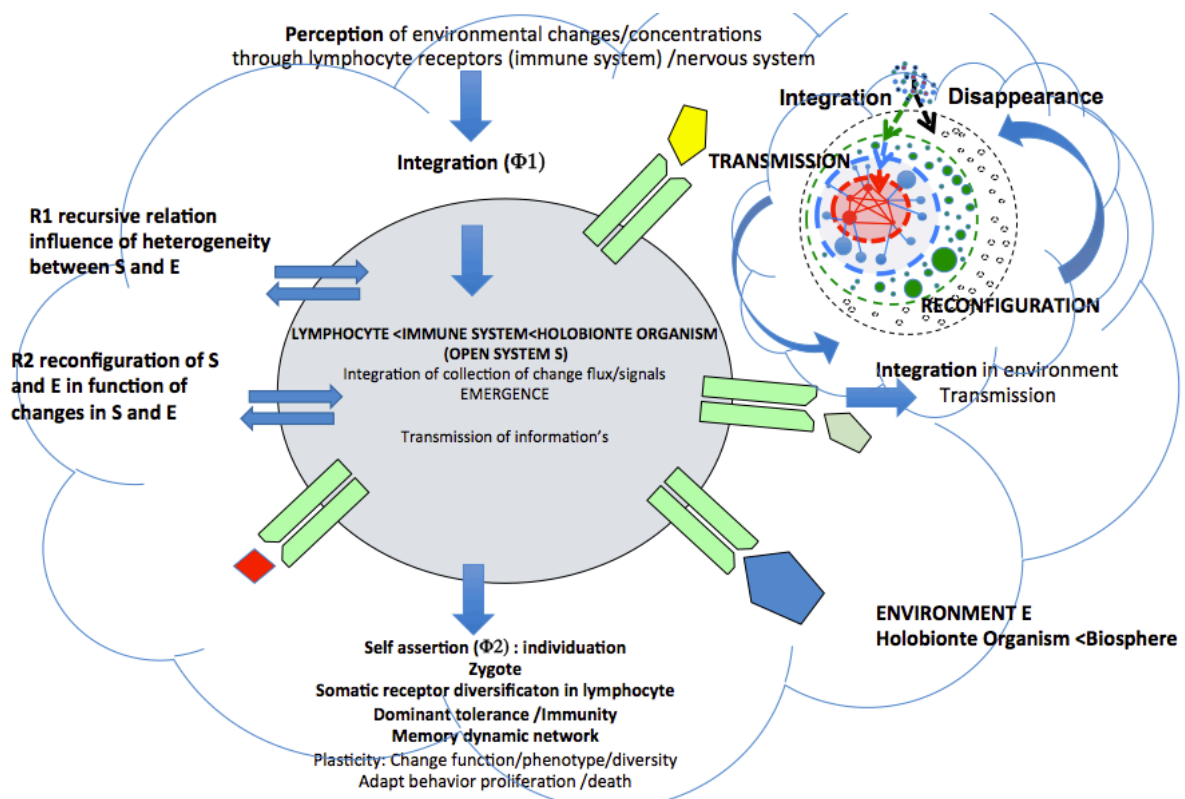 Perception of environmental changes/concentrations
through lymphocyte receptors (immune system) /nervous system
Integration (Φ1)
Integration
Disappearance
TRANSMISSION
RECONFIGURATION
R1 recursive relation
influence of heterogeneity
between S and E
R2 reconfiguration of S
and E in function of
changes in S and E
LYMPHOCYTE <IMMUNE SYSTEM<HOLOBIONTE ORGANISM
(OPEN SYSTEM S)
Integration of collection of change flux/signals
EMERGENCE
Transmission of information's
Integration in environment
Transmission
ENVIRONMENT E
Holobionte Organism <Biosphere
Self assertion (Φ2) : individuation
Zygote
Somatic receptor diversificaton in lymphocyte
Dominant tolerance /Immunity
Memory dynamic network
Plasticity: Change function/phenotype/diversity
Adapt behavior proliferation /death